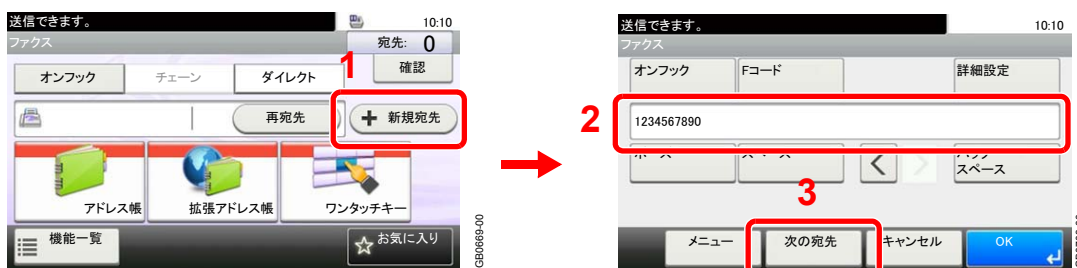 送信できます。 10:10
ファクス 宛先: 0
1 確認
オンフック チェーン ダイレクト
再宛先 + 新規宛先
アドレス帳 拡張アドレス帳 ワンタッチキー
機能一覧 お気に入り
GB0669-00
送信できます。 10:10
ファクス
オンフック Fコード 詳細設定
2 1234567890
スペース
3
メニュー 次の宛先 キャンセル OK